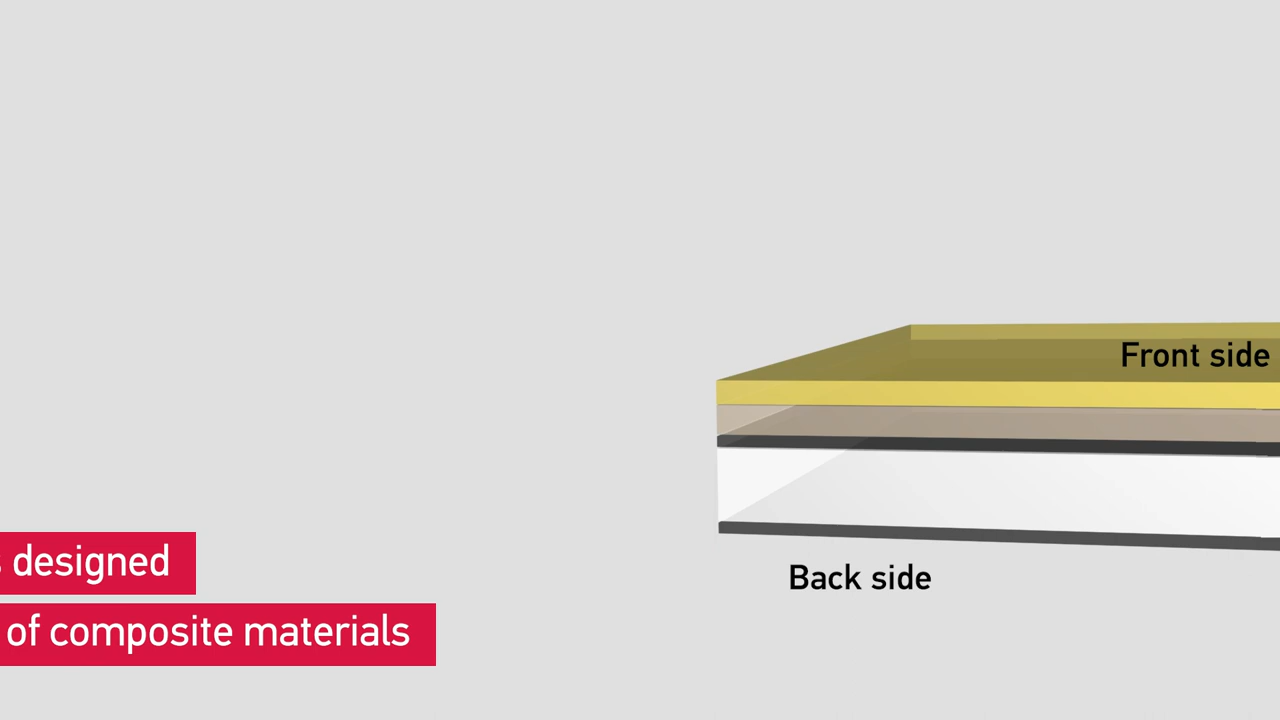 Front side
Back side
designed
of composite materials